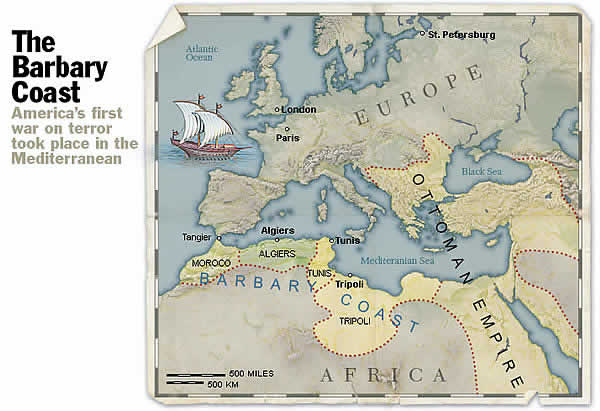 The
Barbary
Coast
America's first
war on terror
took place in the
Mediterranean
Atlantic
Ocean
St. Petersburg
EUROPE
London
Paris
Black Sea
OTTOMAN EMPIRE
Tangier
Algiers
Tunis
Mediteranian Sea
MOROCO
ALGIERS
TUNIS
Tripoli
BARBARY COAST
TRIPOLI
500 MILES
500 KM
AFRICA